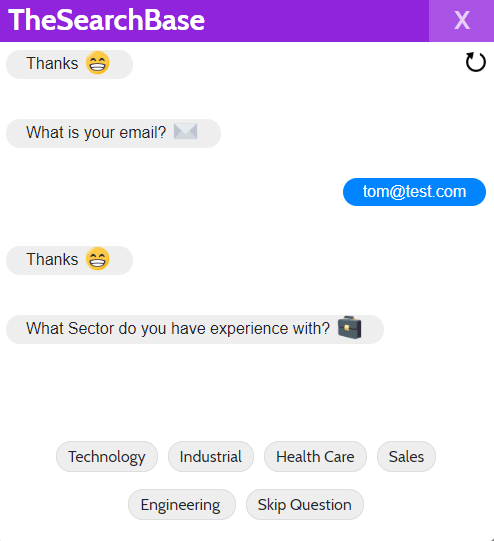 TheSearchBase X
Thanks 😁
What is your email? ✉️
tom@test.com
Thanks 😁
What Sector do you have experience with? 💼
Technology Industrial Health Care Sales
Engineering Skip Question